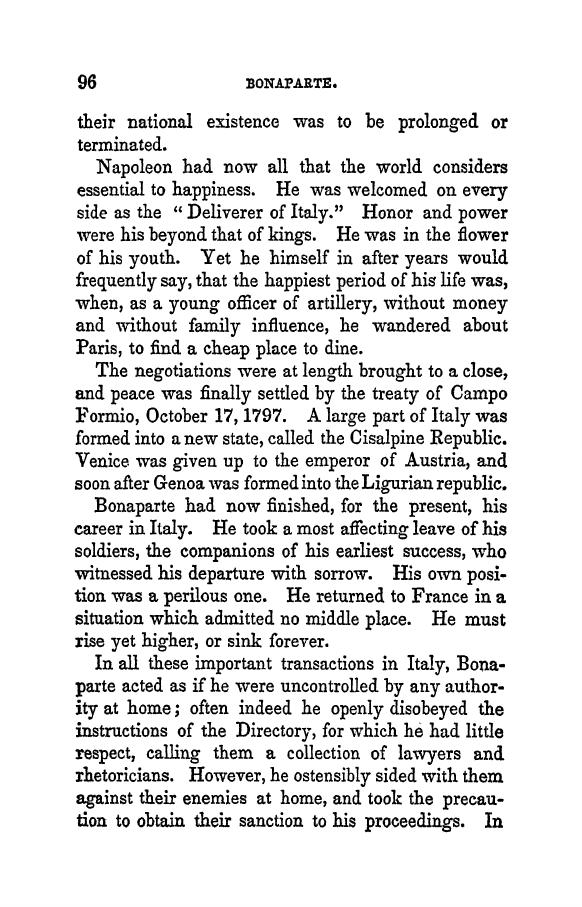 96 BONAPARTE.
their national existence was to be prolonged or
terminated.
Napoleon had now all that the world considers
essential to happiness. He was welcomed on every
side as the “ Deliverer of Italy.” Honor and power
were his beyond that of kings. He was in the flower
of his youth. Yet he himself in after years would
frequently say, that the happiest period of his life was,
when, as a young officer of artillery, without money
and without family influence, he wandered about
Paris, to find a cheap place to dine.
The negotiations were at length brought to a close,
and peace was finally settled by the treaty of Campo
Formio, October 17, 1797. A large part of Italy was
formed into a new state, called the Cisalpine Republic.
Venice was given up to the emperor of Austria, and
soon after Genoa was formed into the Ligurian republic.
Bonaparte had now finished, for the present, his
career in Italy. He took a most affecting leave of his
soldiers, the companions of his earliest success, who
witnessed his departure with sorrow. His own posi-
tion was a perilous one. He returned to France in a
situation which admitted no middle place. He must
rise yet higher, or sink forever.
In all these important transactions in Italy, Bona-
parte acted as if he were uncontrolled by any author-
ity at home; often indeed he openly disobeyed the
instructions of the Directory, for which he had little
respect, calling them a collection of lawyers and
rhetoricians. However, he ostensibly sided with them
against their enemies at home, and took the precau-
tion to obtain their sanction to his proceedings. In